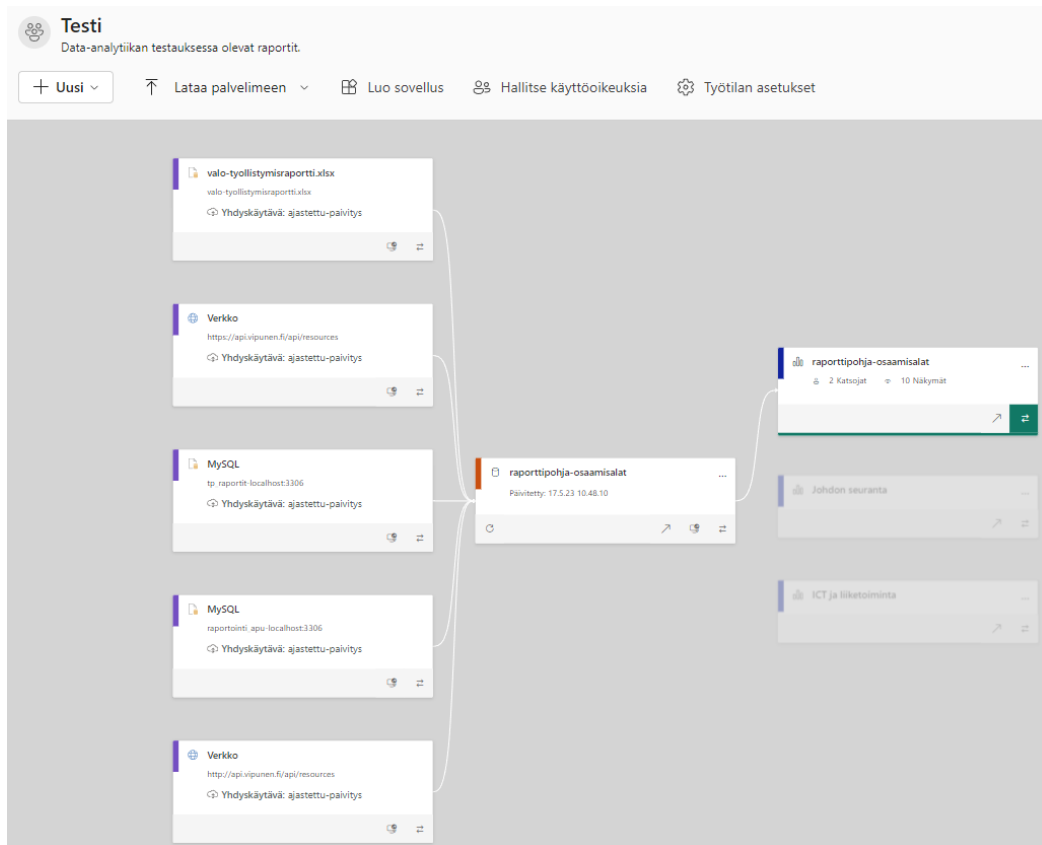 Testi
Data-analytiikan testauksessa olevat raportit.
Uusi
Lataa palvelimeen
Luo sovellus
Hallitse käyttöoikeuksia
Työtilan asetukset
valo-tyollistymisraportti.xlsx
valo-tyollistymisraportti.xlsx
Yhdyskäytävä: ajastettu-paivitys
Verkko
https://api.vipunen.fi/api/resources
Yhdyskäytävä: ajastettu-paivitys
MySQL
tp_raportit-localhost:3306
Yhdyskäytävä: ajastettu-paivitys
MySQL
raportointi_apu-localhost:3306
Yhdyskäytävä: ajastettu-paivitys
Verkko
http://api.vipunen.fi/api/resources
Yhdyskäytävä: ajastettu-paivitys
raporttipohja-osaamisalat
Päivitetty: 17.5.23 10.48.10
raporttipohja-osaamisalat
2 Katsojat 10 Näkymät
Johdon seuranta
ICT ja liiketoiminta